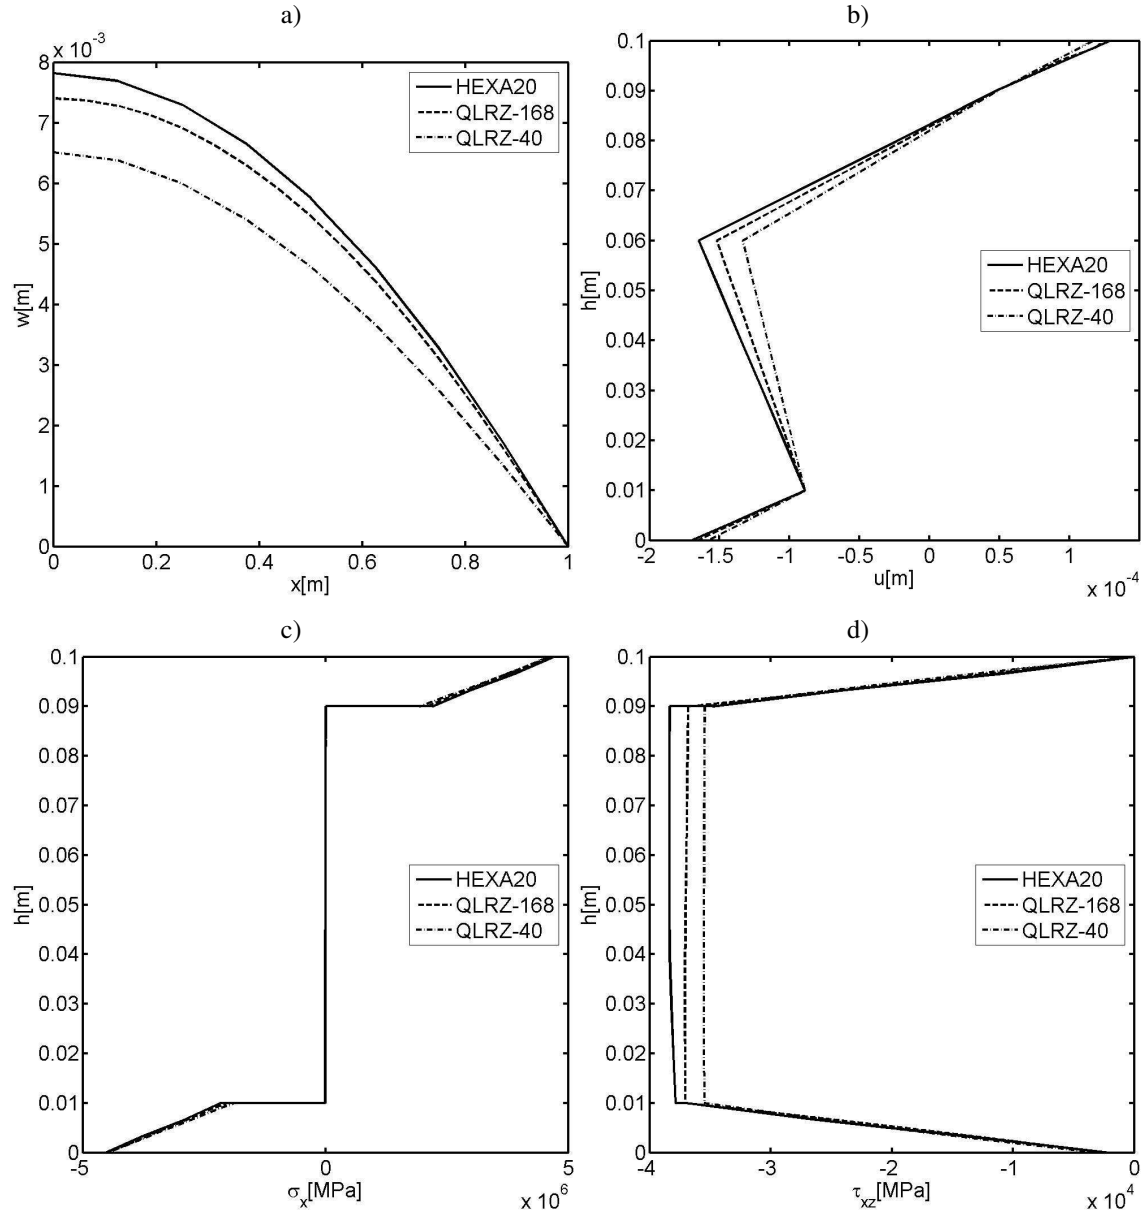 a)
x 10-3
8
7
6
5
4
3
2
1
0
w[m]
0
0.2
0.4
0.6
0.8
1
x[m]
HEXA20
QLRZ-168
QLRZ-40
b)
0.1
0.09
0.08
0.07
0.06
0.05
0.04
0.03
0.02
0.01
0
h[m]
-2
-1.5
-1
-0.5
0
0.5
1
u[m]
x 10-4
HEXA20
QLRZ-168
QLRZ-40
c)
0.1
0.09
0.08
0.07
0.06
0.05
0.04
0.03
0.02
0.01
0
h[m]
-5
0
5
σx[MPa]
x 106
HEXA20
QLRZ-168
QLRZ-40
d)
0.1
0.09
0.08
0.07
0.06
0.05
0.04
0.03
0.02
0.01
0
h[m]
-4
-3
-2
-1
0
τxz[MPa]
x 104
HEXA20
QLRZ-168
QLRZ-40